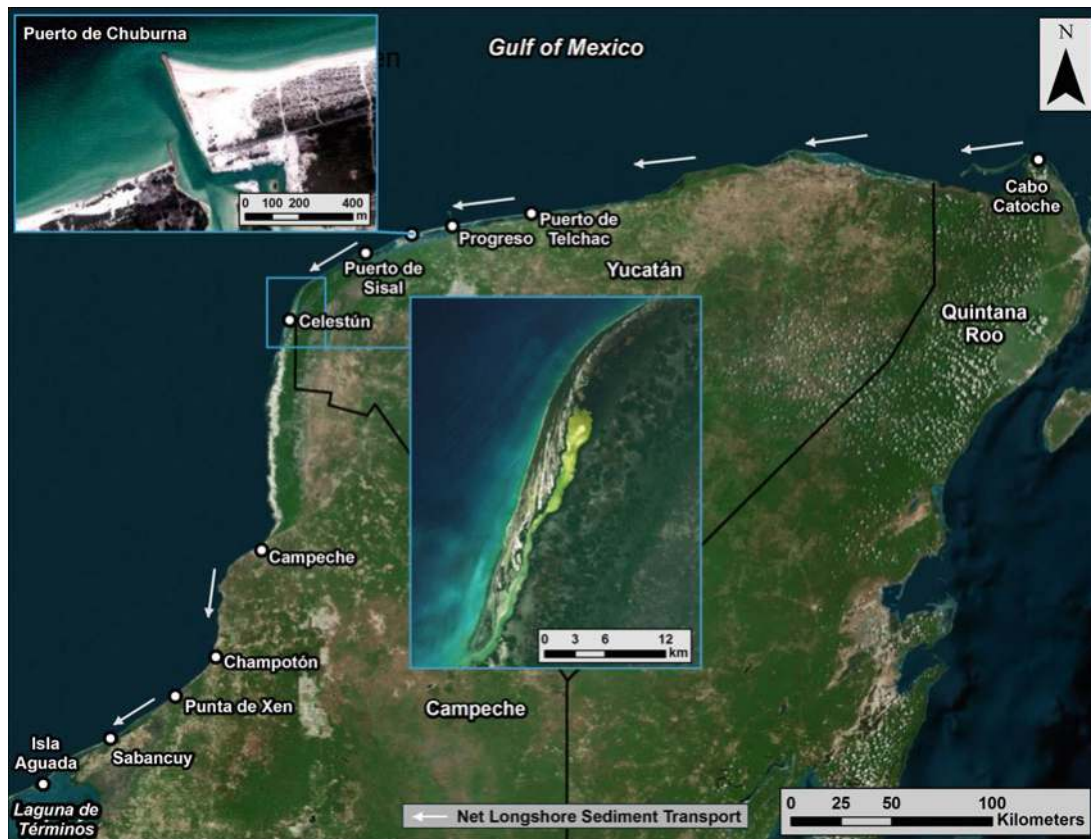 Puerto de Chuburna
0 100 200 400
m
Gulf of Mexico
en
N
Cabo
Catoche
Puerto de
Telchac
Progreso
Yucatán
Puerto de
Sisal
Celestún
Quintana
Roo
0 3 6 12
km
Campeche
Champotón
Punta de Xen
Campeche
Sabancuy
Isla
Aguada
Laguna de
Términos
Net Longshore Sediment Transport
0 25 50 100
Kilometers